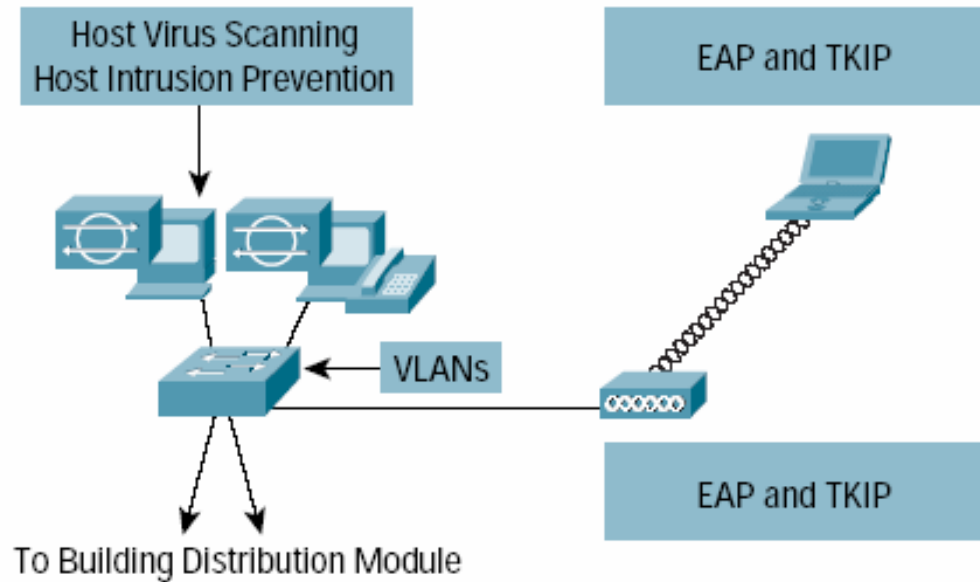 Host Virus Scanning
Host Intrusion Prevention
EAP and TKIP
VLANs
EAP and TKIP
To Building Distribution Module